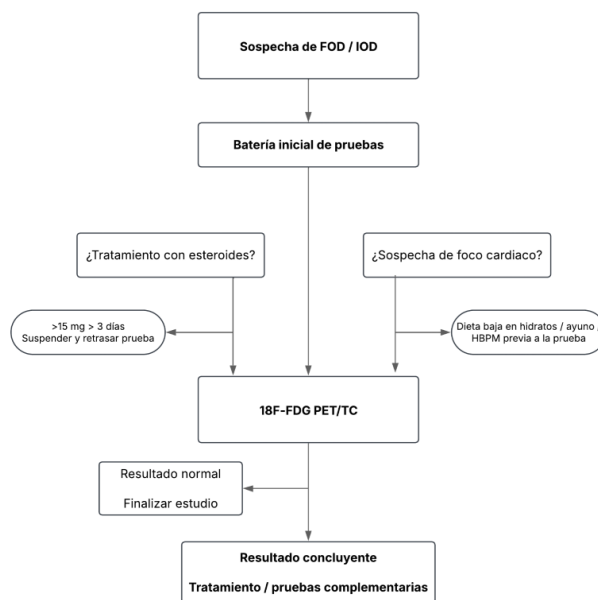 Sospecha de FOD / IOD
Batería inicial de pruebas
¿Tratamiento con esteroides?
¿Sospecha de foco cardiaco?
>15 mg > 3 días
Suspender y retrasar prueba
Dieta baja en hidratos / ayuno /
HBPM previa a la prueba
18F-FDG PET/TC
Resultado normal
Finalizar estudio
Resultado concluyente
Tratamiento / pruebas complementarias